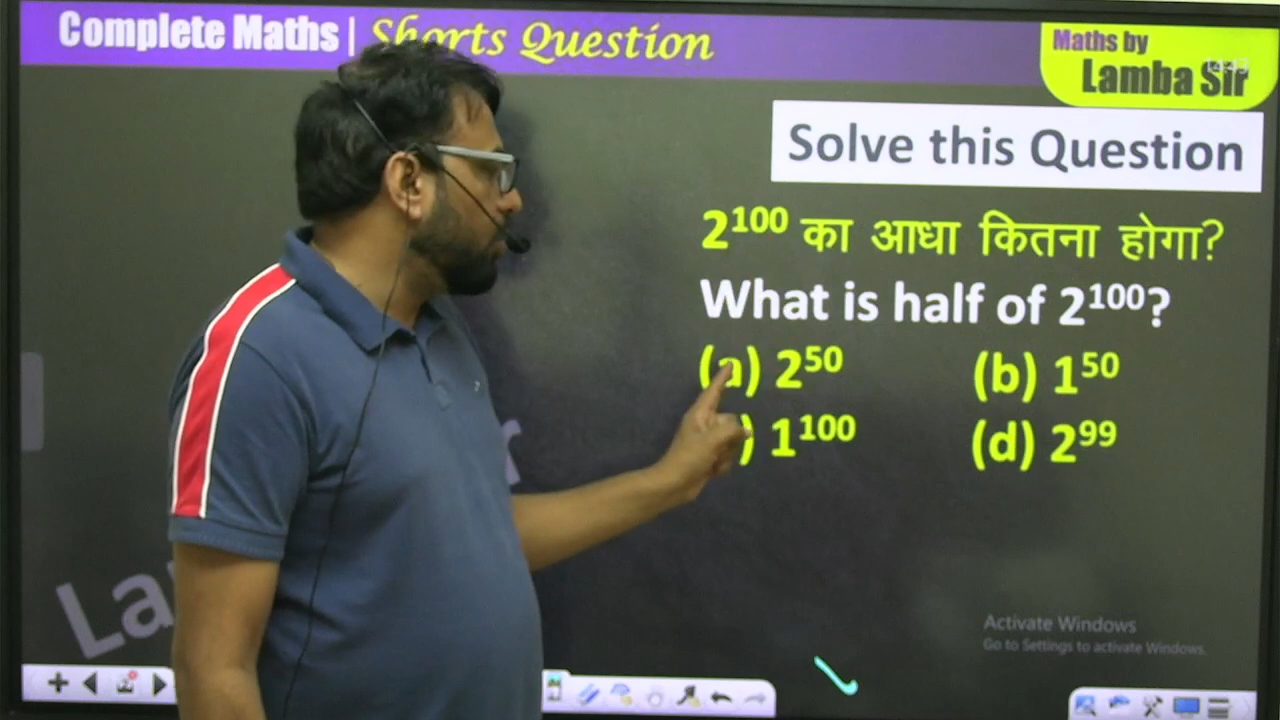 Complete Maths | Shorts Question
Maths by
Lamba Sir
Solve this Question
2¹⁰⁰ का आधा कितना होगा?
What is half of 2¹⁰⁰?
(a) 2⁵⁰ (b) 1⁵⁰
) 1¹⁰⁰ (d) 2⁹⁹
La
Activate Windows
Go to Settings to activate Windows.